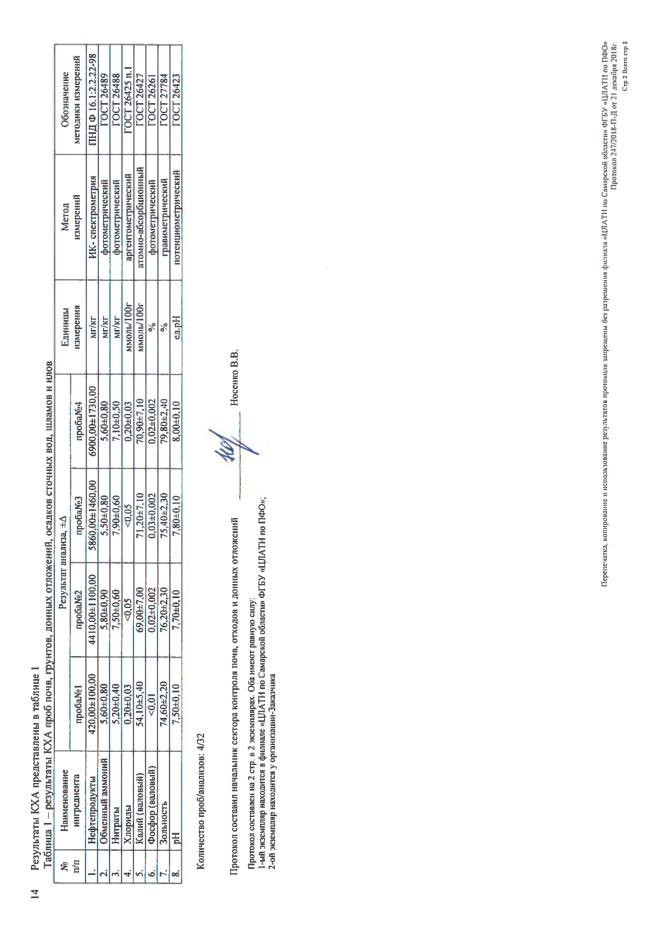 14 Результаты КХА представлены в таблице 1
Таблица 1 – результаты КХА проб почв, грунтов, донных отложений, осадков сточных вод, шламов и илов
№ п/п Наименование ингредиента Результат анализа, ±Δ Единицы измерения Метод измерений Обозначение методики измерений
проба№1 проба№2 проба№3 проба№4
1. Нефтепродукты 420,00±100,00 4410,00±1100,00 5860,00±1460,00 6900,00±1730,00 мг/кг ИК- спектрометрия ПНД Ф 16.1:2.2.22-98
2. Обменный аммоний 5,60±0,80 5,80±0,90 5,50±0,80 5,60±0,80 мг/кг фотометрический ГОСТ 26489
3. Нитраты 5,20±0,40 7,50±0,60 7,90±0,60 7,10±0,50 мг/кг фотометрический ГОСТ 26488
4. Хлориды 0,20±0,03 <0,05 <0,05 0,20±0,03 ммоль/100г аргентометрический ГОСТ 26425 п.1
5. Калий (валовый) 54,10±5,40 69,00±7,00 71,20±7,10 70,90±7,10 ммоль/100г атомно-абсорбционный ГОСТ 26427
6. Фосфор (валовый) <0,01 0,02±0,002 0,03±0,002 0,02±0,002 % фотометрический ГОСТ 26261
7. Зольность 74,60±2,20 76,20±2,30 75,40±2,30 79,80±2,40 % гравиметрический ГОСТ 27784
8. pH 7,50±0,10 7,70±0,10 7,80±0,10 8,00±0,10 ед.pH потенциометрический ГОСТ 26423
Количество проб/анализов: 4/32
Протокол составил начальник сектора контроля почв, отходов и донных отложений Носенко В.В.
Протокол составлен на 2 стр. в 2 экземплярах. Оба имеют равную силу:
1-ый экземпляр находится в филиале «ЦЛАТИ по Самарской области» ФГБУ «ЦЛАТИ по ПФО»;
2-ой экземпляр находится у организации-Заказчика
Перепечатка, копирование и использование результатов протокола запрещены без разрешения филиала «ЦЛАТИ по Самарской области» ФГБУ «ЦЛАТИ по ПФО»
Протокол 247/2018-П-Д от 21 декабря 2018г.
Стр 2 Всего стр 2